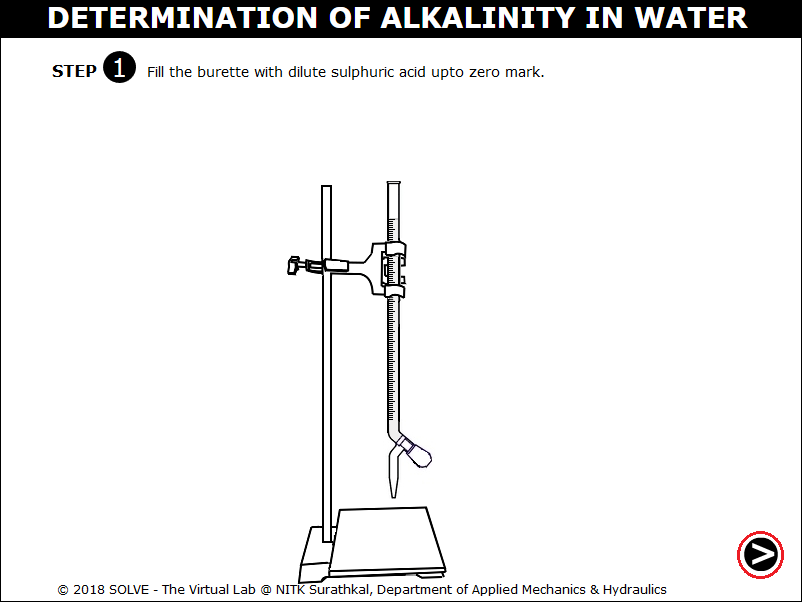 DETERMINATION OF ALKALINITY IN WATER
STEP 1 Fill the burette with dilute sulphuric acid upto zero mark.
© 2018 SOLVE - The Virtual Lab @ NITK Surathkal, Department of Applied Mechanics & Hydraulics